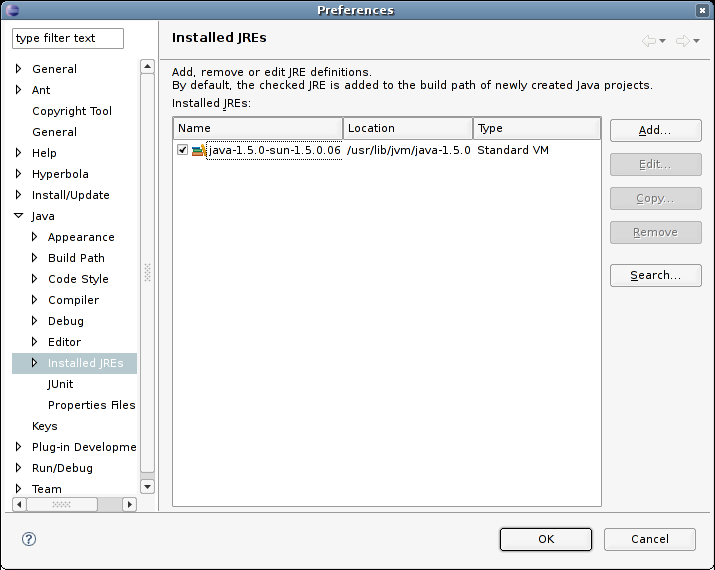 Preferences
type filter text
General
Ant
Copyright Tool
General
Help
Hyperbola
Install/Update
Java
Appearance
Build Path
Code Style
Compiler
Debug
Editor
Installed JREs
JUnit
Properties Files
Keys
Plug-in Developme
Run/Debug
Team
Installed JREs
Add, remove or edit JRE definitions.
By default, the checked JRE is added to the build path of newly created Java projects.
Installed JREs:
Name Location Type
java-1.5.0-sun-1.5.0.06 /usr/lib/jvm/java-1.5.0 Standard VM
Add...
Edit...
Copy...
Remove
Search...
?
OK Cancel